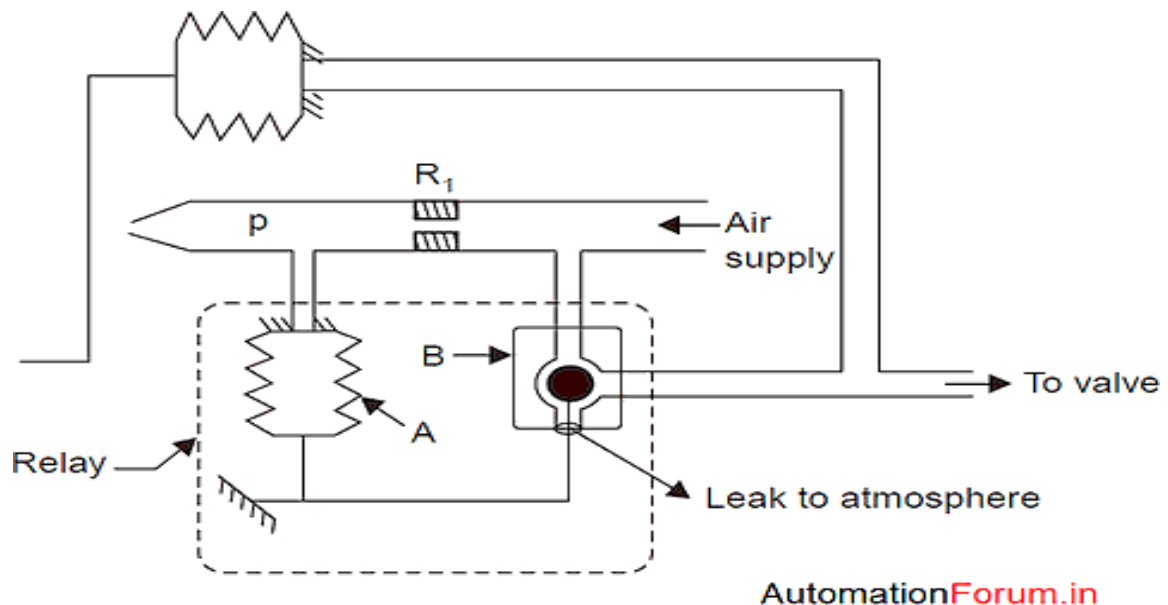 R1
p
Air
supply
B
To valve
A
Relay
Leak to atmosphere
AutomationForum.in